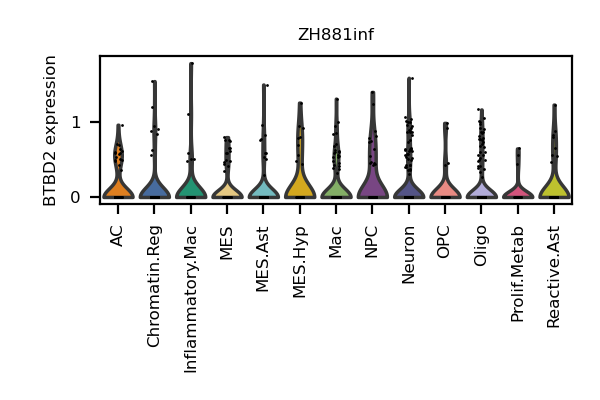 ZH881inf
BTBD2 expression
1
0
AC
Chromatin.Reg
Inflammatory.Mac
MES
MES.Ast
MES.Hyp
Mac
NPC
Neuron
OPC
Oligo
Prolif.Metab
Reactive.Ast